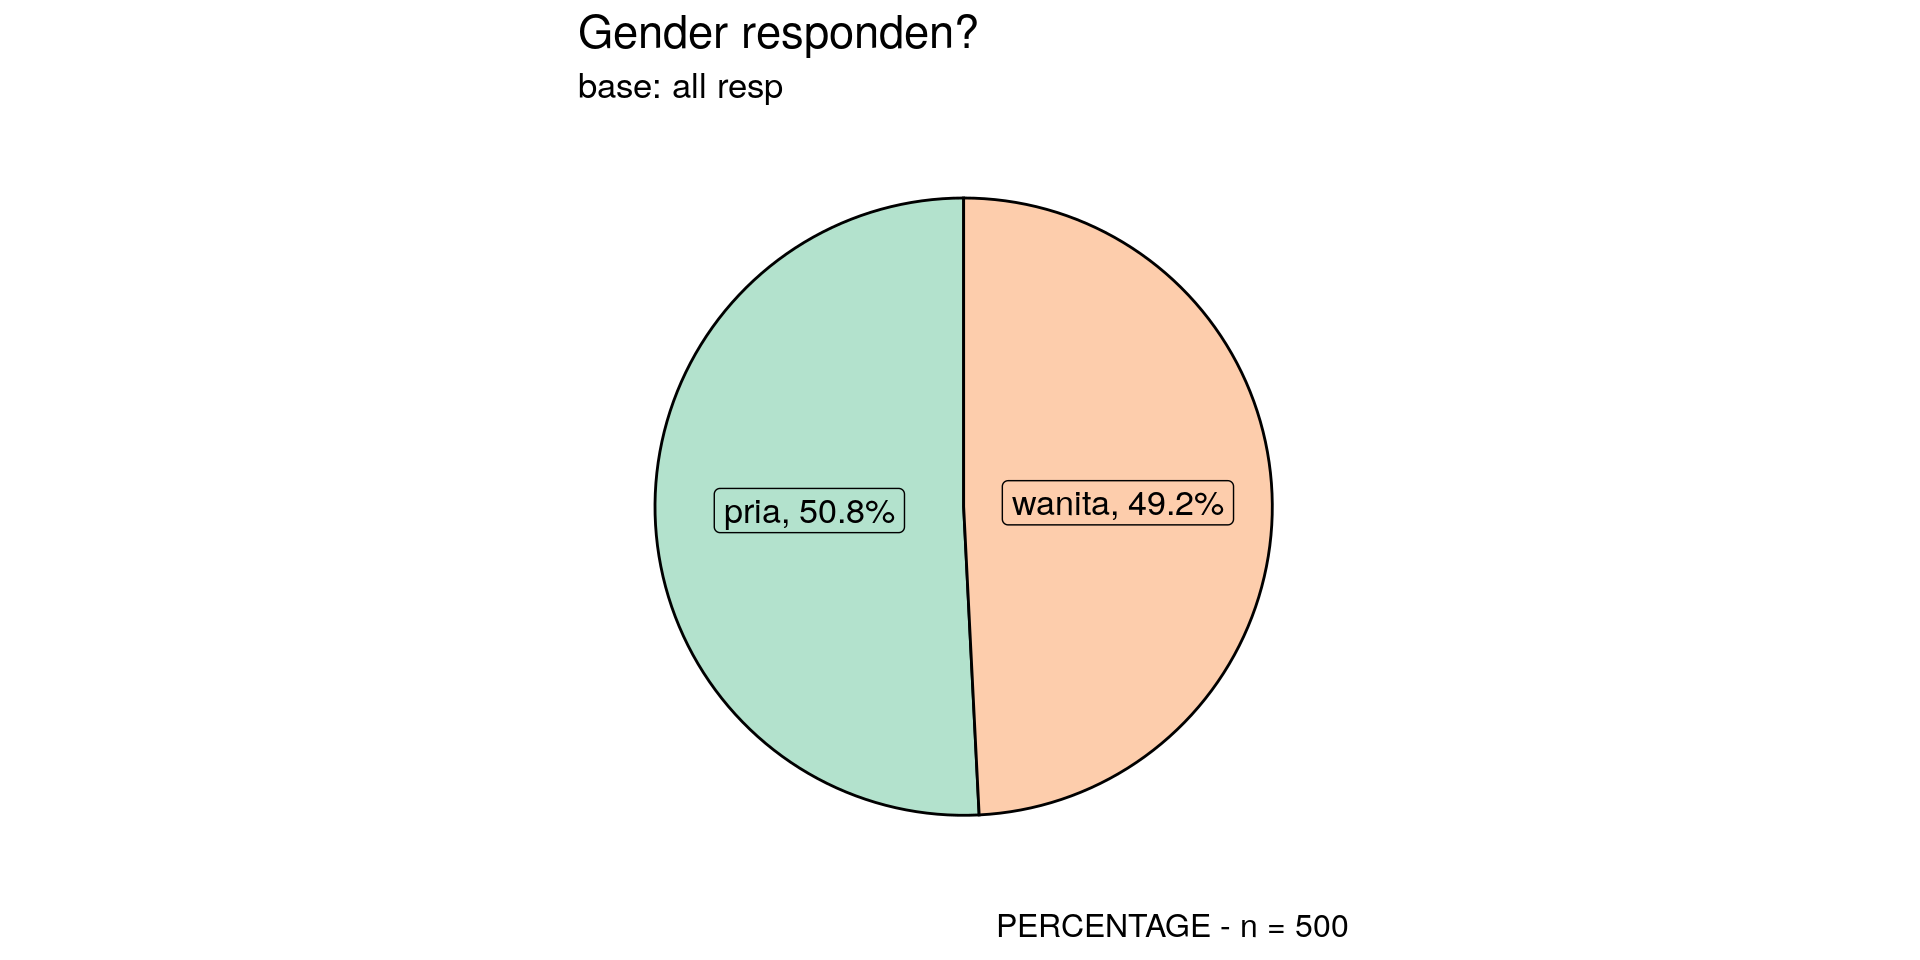 Gender responden?
base: all resp
pria, 50.8%
wanita, 49.2%
PERCENTAGE - n = 500